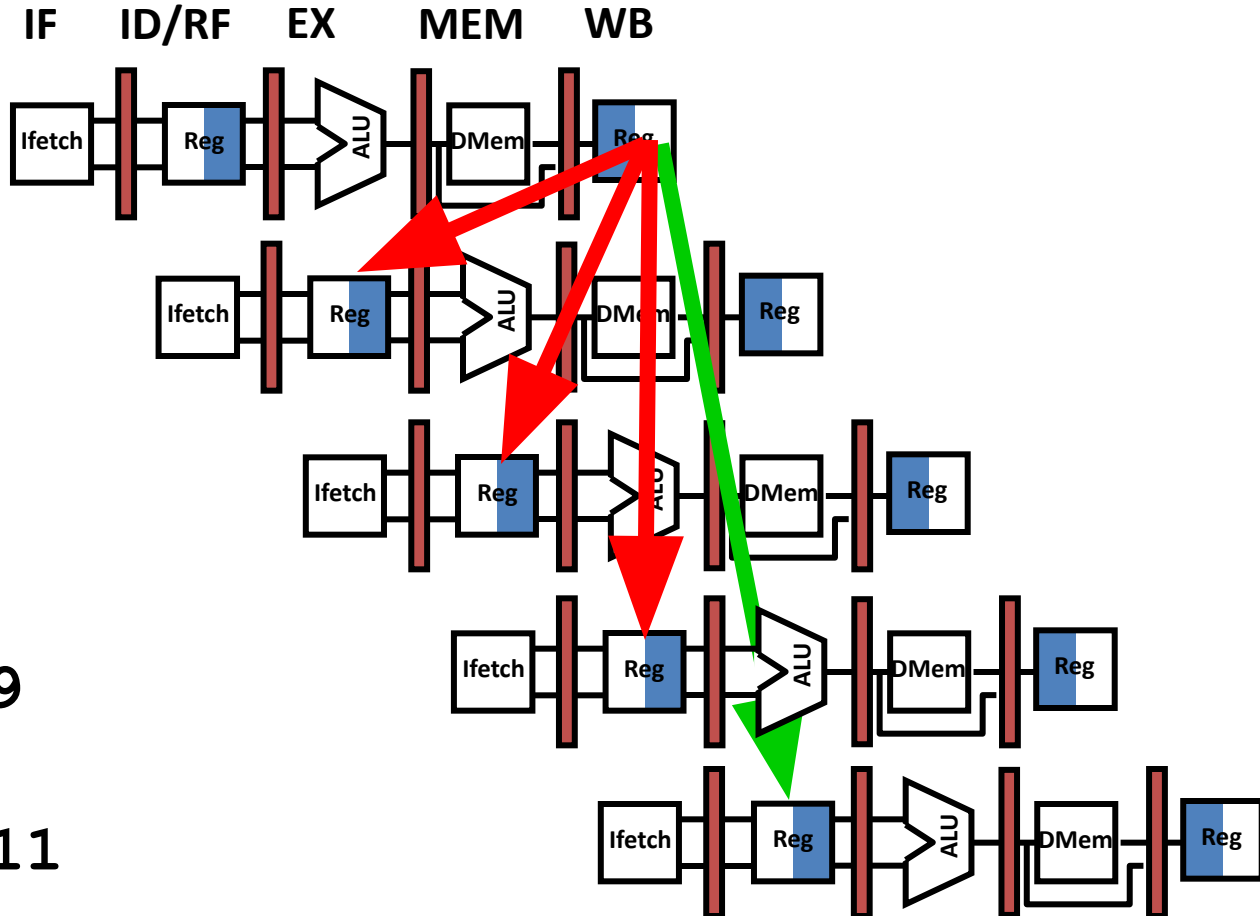 IF ID/RF EX MEM WB
Ifetch Reg ALU DMem Reg
Ifetch Reg ALU DMem Reg
Ifetch Reg ALU DMem Reg
9 Ifetch Reg ALU DMem Reg
11 Ifetch Reg ALU DMem Reg